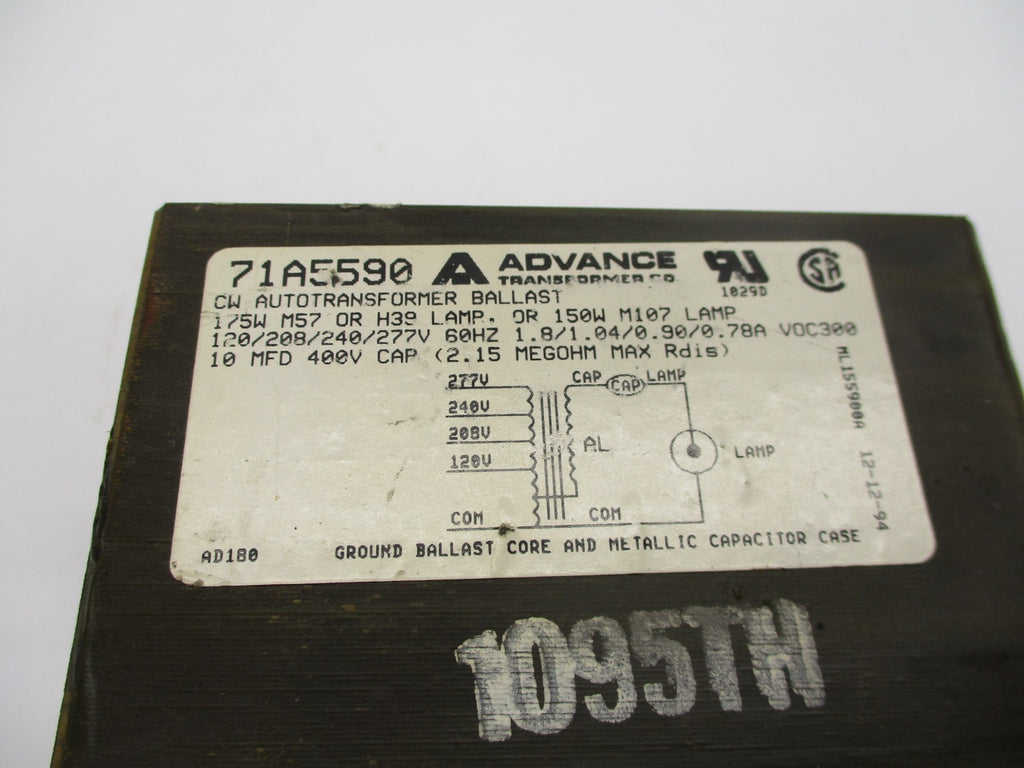 71A5590 A ADVANCE
TRANSFORMER CO
1029D
CW AUTOTRANSFORMER BALLAST
175W M57 OR H39 LAMP. OR 150W M107 LAMP
120/208/240/277V 60HZ 1.8/1.04/0.90/0.78A VOC300
10 MFD 400V CAP (2.15 MEGOHM MAX Rdis)
277V
240V
208V
120V
COM
CAP
CAP
LAMP
AL
LAMP
COM
ML155900A 12-12-94
AD180
GROUND BALLAST CORE AND METALLIC CAPACITOR CASE
1095TH